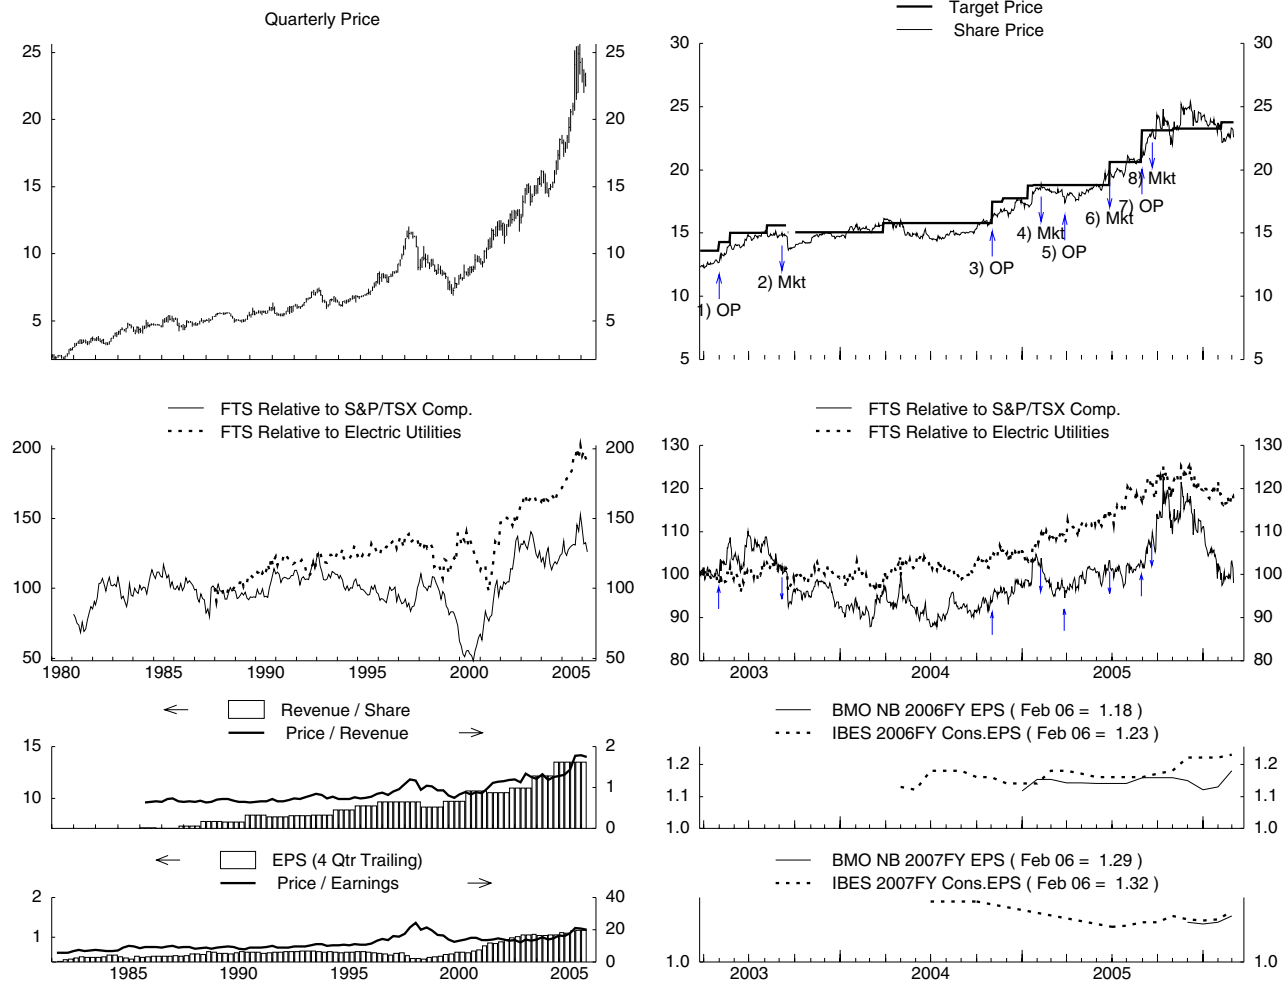 Quarterly Price
25 25
20 20
15 15
10 10
5 5
Target Price
Share Price
30 30
25 25
20 20
15 15
10 10
5 5
1) OP
2) Mkt
3) OP
4) Mkt
5) OP
6) Mkt
7) OP
8) Mkt
FTS Relative to S&P/TSX Comp.
FTS Relative to Electric Utilities
200 200
150 150
100 100
50 50
1980 1985 1990 1995 2000 2005
FTS Relative to S&P/TSX Comp.
FTS Relative to Electric Utilities
130 130
120 120
110 110
100 100
90 90
80 80
2003 2004 2005
Revenue / Share
Price / Revenue
15 2
10 1
0
BMO NB 2006FY EPS ( Feb 06 = 1.18 )
IBES 2006FY Cons.EPS ( Feb 06 = 1.23 )
1.2 1.2
1.1 1.1
1.0 1.0
EPS (4 Qtr Trailing)
Price / Earnings
2 40
1 20
0
1985 1990 1995 2000 2005
BMO NB 2007FY EPS ( Feb 06 = 1.29 )
IBES 2007FY Cons.EPS ( Feb 06 = 1.32 )
1.0 1.0
2003 2004 2005